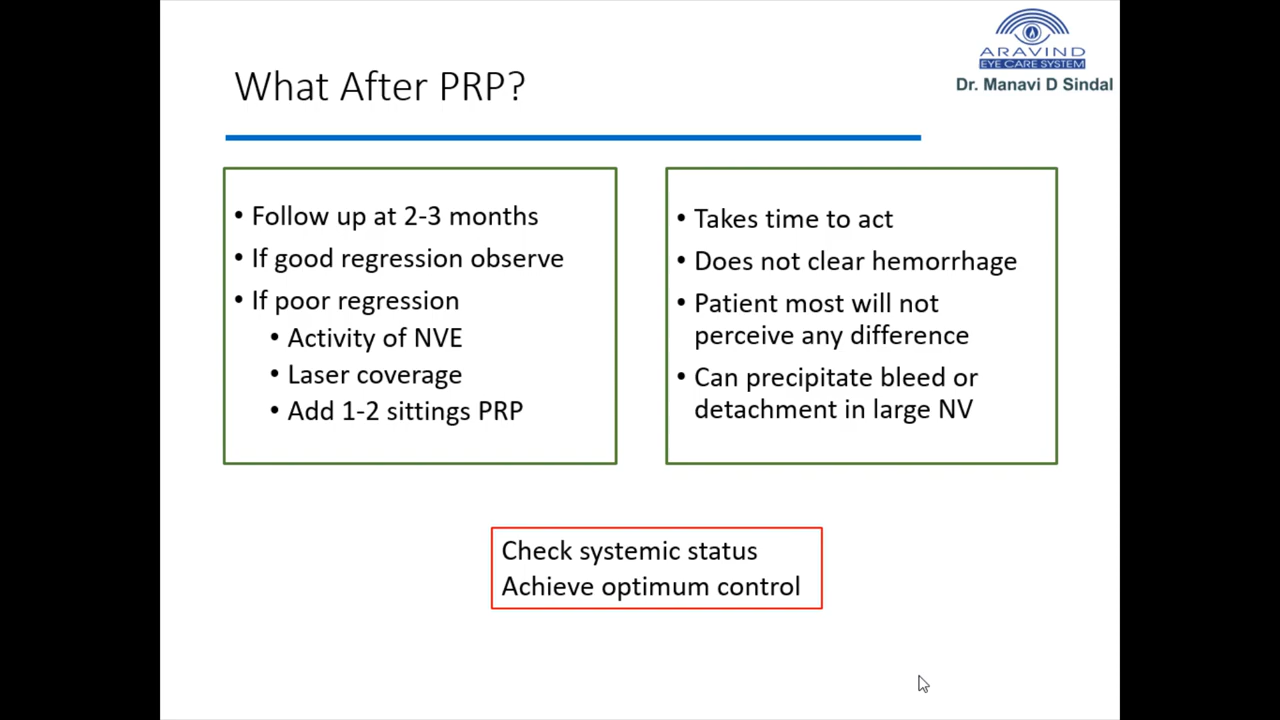 ARAVIND
EYE CARE SYSTEM
Dr. Manavi D Sindal
What After PRP?
• Follow up at 2-3 months
• If good regression observe
• If poor regression
• Activity of NVE
• Laser coverage
• Add 1-2 sittings PRP
• Takes time to act
• Does not clear hemorrhage
• Patient most will not
perceive any difference
• Can precipitate bleed or
detachment in large NV
Check systemic status
Achieve optimum control